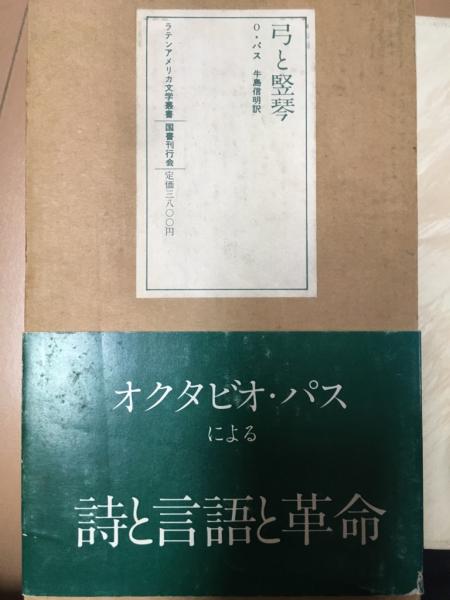 弓と竪琴
O・パス 牛島信明訳
ラテンアメリカ文学叢書 国書刊行会 定価三八〇〇円
オクタビオ・パス
による
詩と言語と革命